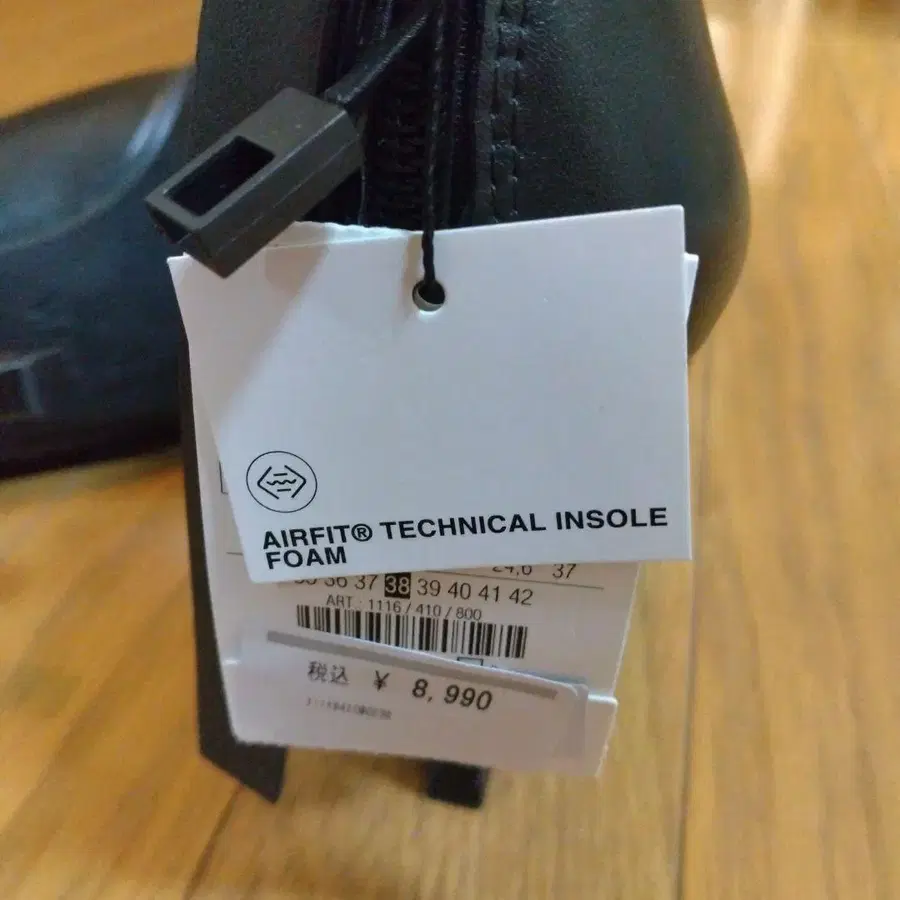 AIRFIT® TECHNICAL INSOLE
FOAM
24,6 37
35 36 37 38 39 40 41 42
ART : 1116 / 410 / 800
税込 ¥ 8,990